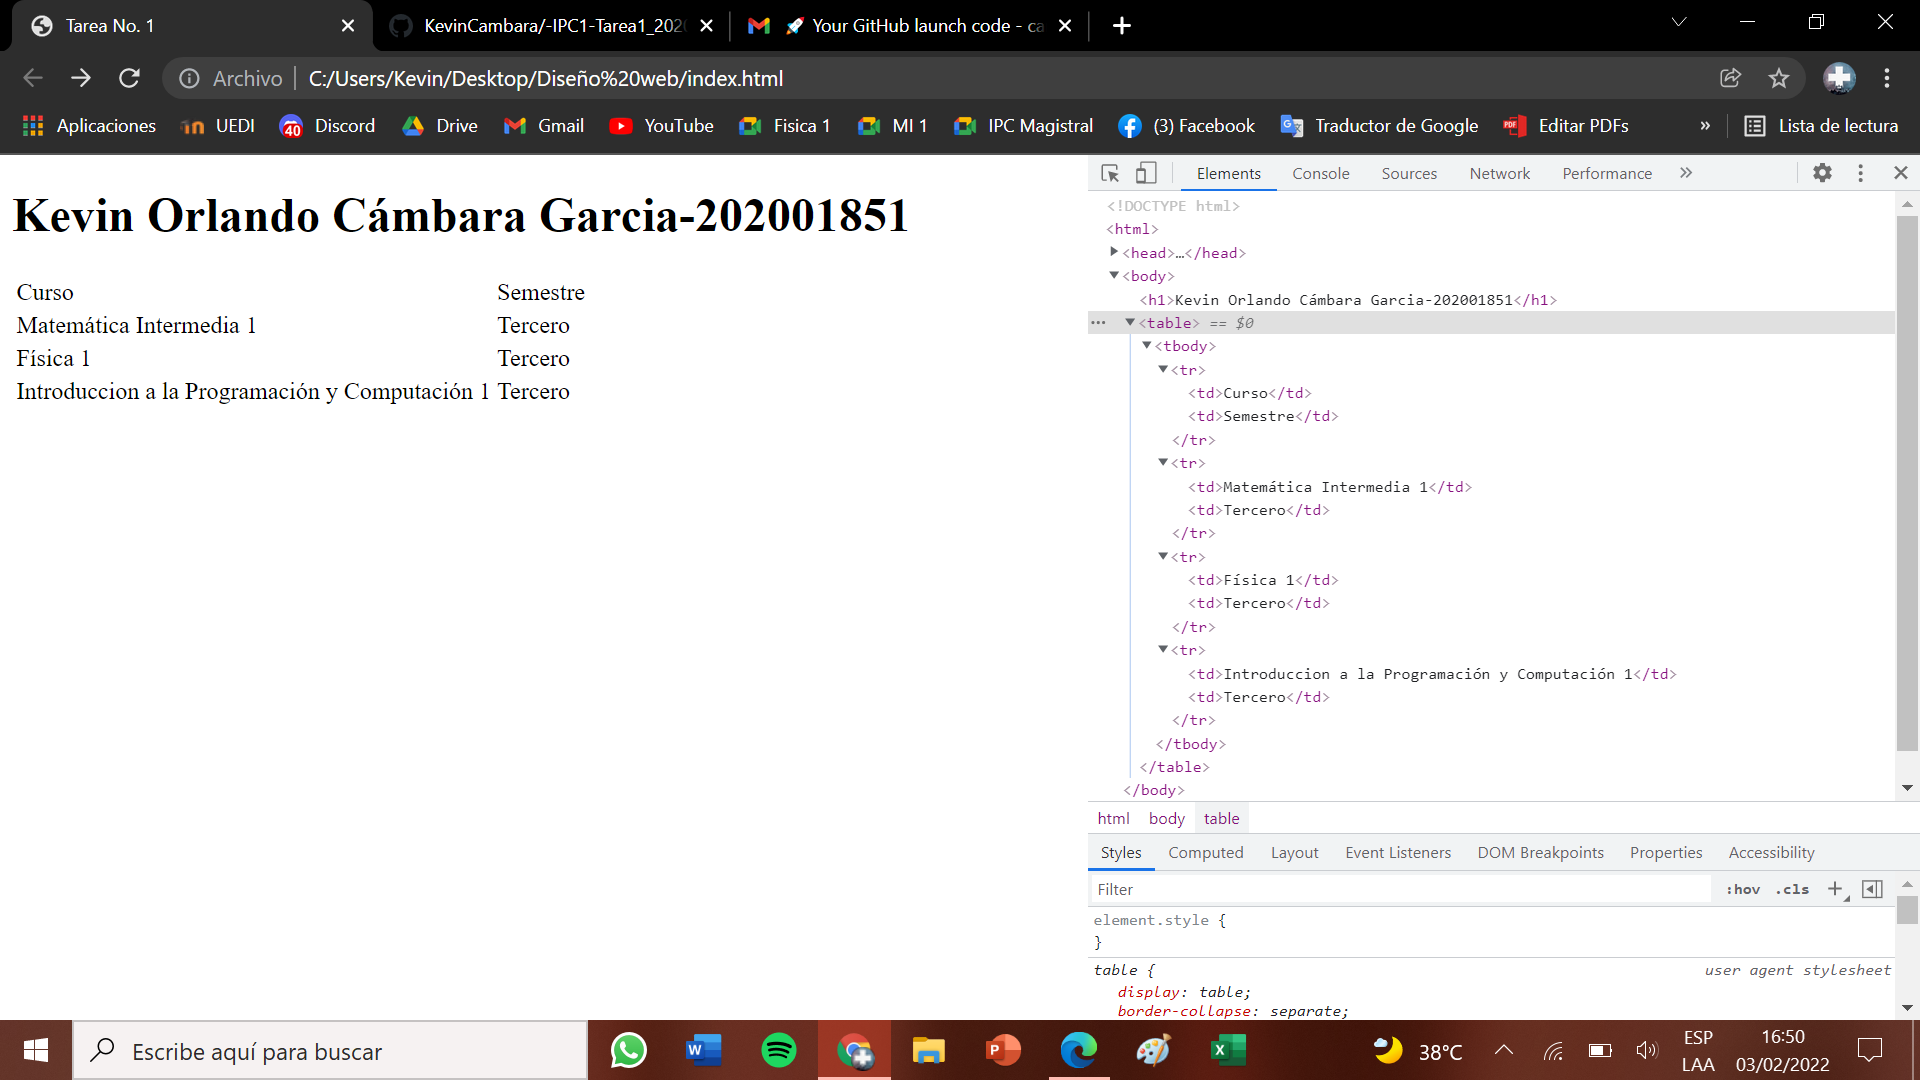 Tarea No. 1
KevinCambara/-IPC1-Tarea1_202
🚀 Your GitHub launch code - ca
Archivo
C:/Users/Kevin/Desktop/Diseño%20web/index.html
Aplicaciones
UEDI
40
Discord
Drive
Gmail
YouTube
Fisica 1
MI 1
IPC Magistral
(3) Facebook
Traductor de Google
PDF
Editar PDFs
»
Lista de lectura
Kevin Orlando Cámbara Garcia-202001851
Curso Semestre
Matemática Intermedia 1 Tercero
Física 1 Tercero
Introduccion a la Programación y Computación 1 Tercero
Elements Console Sources Network Performance »
<!DOCTYPE html>
<html>
<head>…</head>
<body>
<h1>Kevin Orlando Cámbara Garcia-202001851</h1>
<table> == $0
<tbody>
<tr>
<td>Curso</td>
<td>Semestre</td>
</tr>
<tr>
<td>Matemática Intermedia 1</td>
<td>Tercero</td>
</tr>
<tr>
<td>Física 1</td>
<td>Tercero</td>
</tr>
<tr>
<td>Introduccion a la Programación y Computación 1</td>
<td>Tercero</td>
</tr>
</tbody>
</table>
</body>
html body table
Styles Computed Layout Event Listeners DOM Breakpoints Properties Accessibility
Filter
:hov .cls +
element.style {
}
table { user agent stylesheet
display: table;
border-collapse: separate;
Escribe aquí para buscar
38°C
ESP
LAA
16:50
03/02/2022